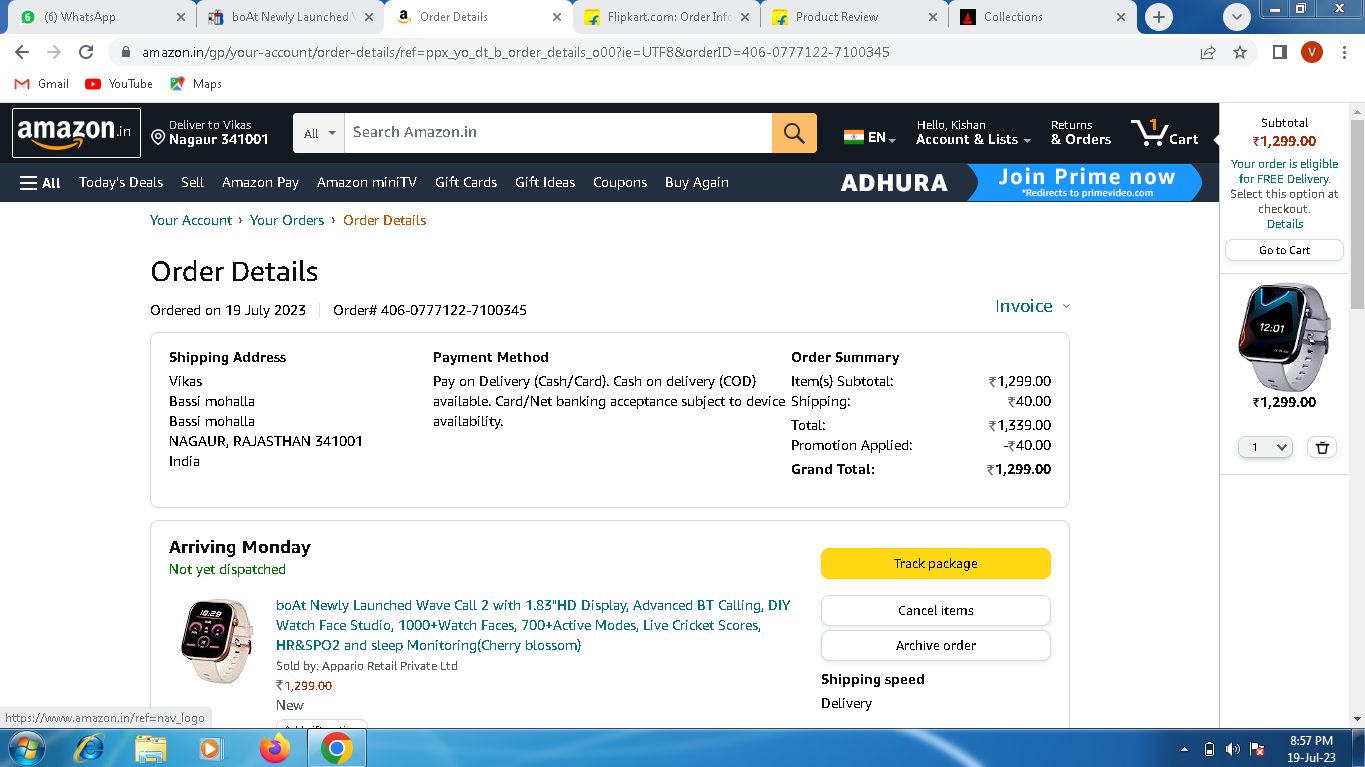 (6) WhatsApp
boAt Newly Launched
Order Details
Flipkart.com: Order Info
Product Review
Collections
amazon.in/gp/your-account/order-details/ref=ppx_yo_dt_b_order_details_o00?ie=UTF8&orderID=406-0777122-7100345
V
Gmail
YouTube
Maps
amazon.in
Deliver to Vikas
Nagaur 341001
All
Search Amazon.in
EN
Hello, Kishan
Account & Lists
Returns
& Orders
1
Cart
All
Today's Deals
Sell
Amazon Pay
Amazon miniTV
Gift Cards
Gift Ideas
Coupons
Buy Again
ADHURA
Join Prime now
*Redirects to primevideo.com
Subtotal
₹1,299.00
Your order is eligible
for FREE Delivery.
Select this option at
checkout.
Details
Go to Cart
12:01
₹1,299.00
1
Your Account › Your Orders › Order Details
Order Details
Ordered on 19 July 2023
Order# 406-0777122-7100345
Invoice
Shipping Address
Vikas
Bassi mohalla
Bassi mohalla
NAGAUR, RAJASTHAN 341001
India
Payment Method
Pay on Delivery (Cash/Card). Cash on delivery (COD)
available. Card/Net banking acceptance subject to device
availability.
Order Summary
Item(s) Subtotal: ₹1,299.00
Shipping: ₹40.00
Total: ₹1,339.00
Promotion Applied: -₹40.00
Grand Total: ₹1,299.00
Arriving Monday
Not yet dispatched
10:29
boAt Newly Launched Wave Call 2 with 1.83"HD Display, Advanced BT Calling, DIY
Watch Face Studio, 1000+Watch Faces, 700+Active Modes, Live Cricket Scores,
HR&SPO2 and sleep Monitoring(Cherry blossom)
Sold by: Appario Retail Private Ltd
₹1,299.00
New
Track package
Cancel items
Archive order
Shipping speed
Delivery
https://www.amazon.in/ref=nav_logo
8:57 PM
19-Jul-23